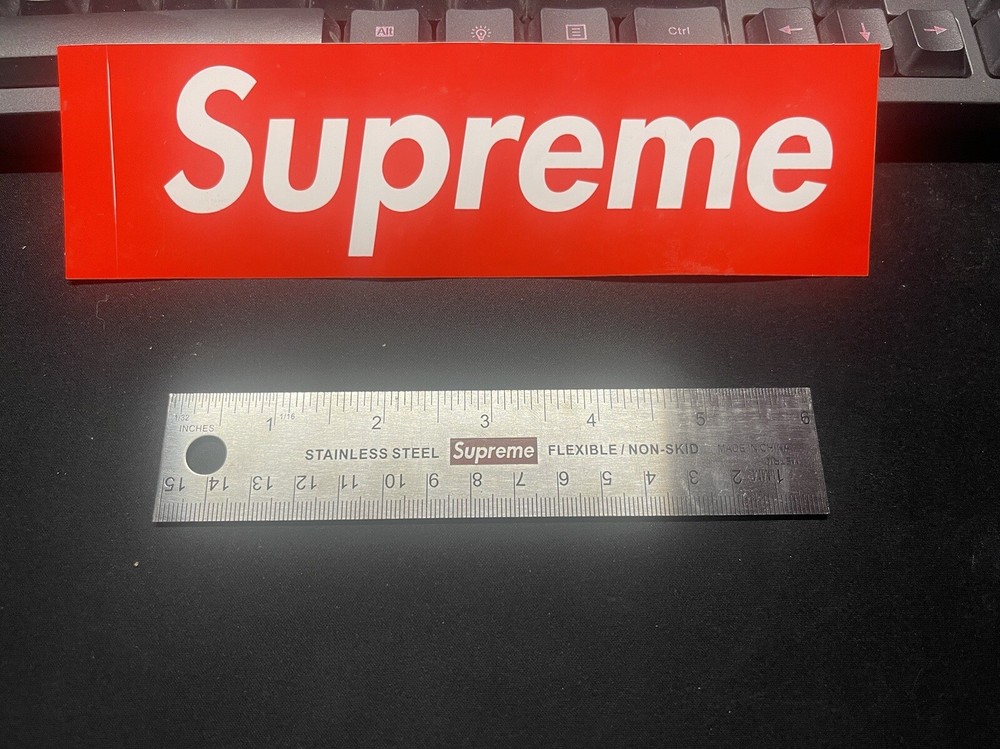 Alt
Ctrl
Supreme
1/32
1/16
INCHES
1 2 3 4 5 6
STAINLESS STEEL Supreme FLEXIBLE / NON-SKID
15 14 13 12 11 10 9 8 7 6 5 4 3 2 1